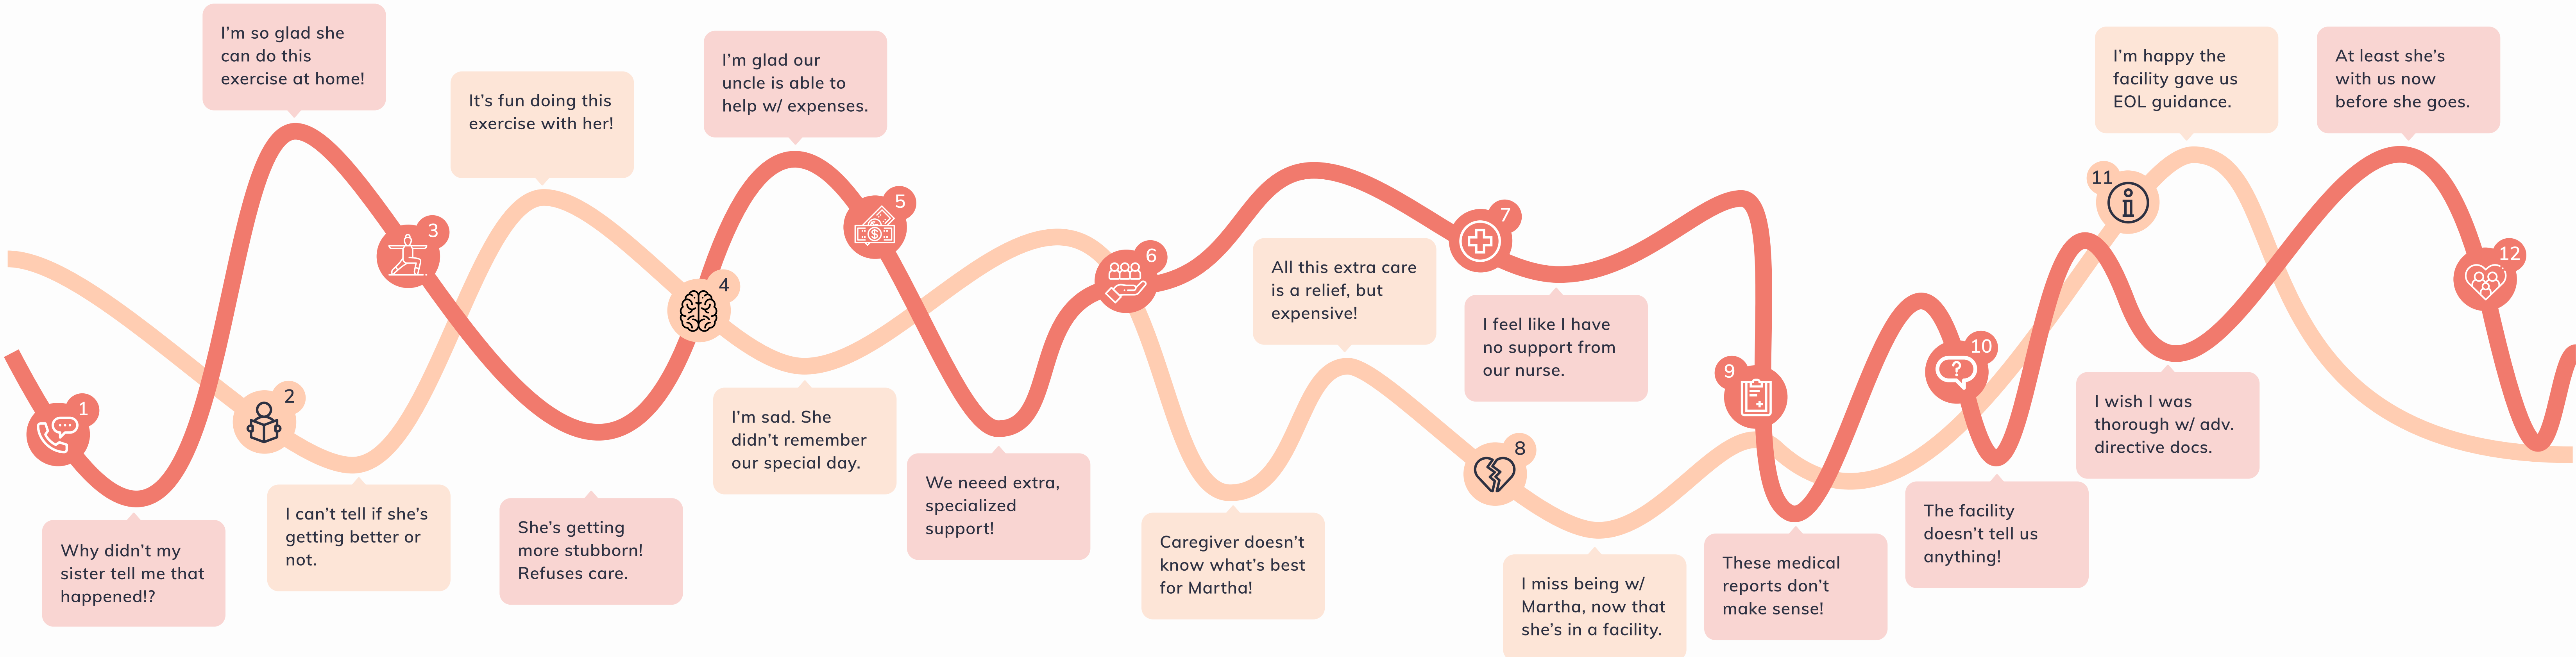 I'm so glad she
can do this
exercise at home!
It's fun doing this
exercise with her!
I'm glad our
uncle is able to
help w/ expenses.
I'm happy the
facility gave us
EOL guidance.
At least she's
with us now
before she goes.
1
2
3
4
5
6
7
8
9
10
11
12
Why didn't my
sister tell me that
happened!?
I can't tell if she's
getting better or
not.
She's getting
more stubborn!
Refuses care.
I'm sad. She
didn't remember
our special day.
We neeed extra,
specialized
support!
Caregiver doesn't
know what's best
for Martha!
All this extra care
is a relief, but
expensive!
I feel like I have
no support from
our nurse.
I miss being w/
Martha, now that
she's in a facility.
These medical
reports don't
make sense!
The facility
doesn't tell us
anything!
I wish I was
thorough w/ adv.
directive docs.